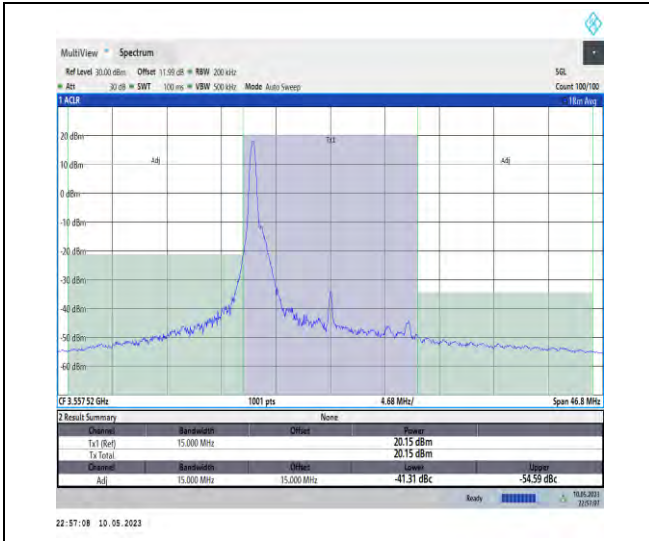 MultiView Spectrum
Ref Level 30.00 dBm Offset 11.99 dB RBW 200 kHz SGL
Att 30 dB SWT 100 ms VBW 500 kHz Mode Auto Sweep Count 100/100
1 ACLR 1Rm Avg
Tx1
20 dBm
Adj Adj
10 dBm
0 dBm
-10 dBm
-20 dBm
-30 dBm
-40 dBm
-50 dBm
-60 dBm
CF 3.557 52 GHz 1001 pts 4.68 MHz/ Span 46.8 MHz
2 Result Summary None
Channel Bandwidth Offset Power
Tx1 (Ref) 15.000 MHz 20.15 dBm
Tx Total 20.15 dBm
Channel Bandwidth Offset Lower Upper
Adj 15.000 MHz 15.000 MHz -41.31 dBc -54.59 dBc
Ready 10.05.2023
22:57:07
22:57:08 10.05.2023